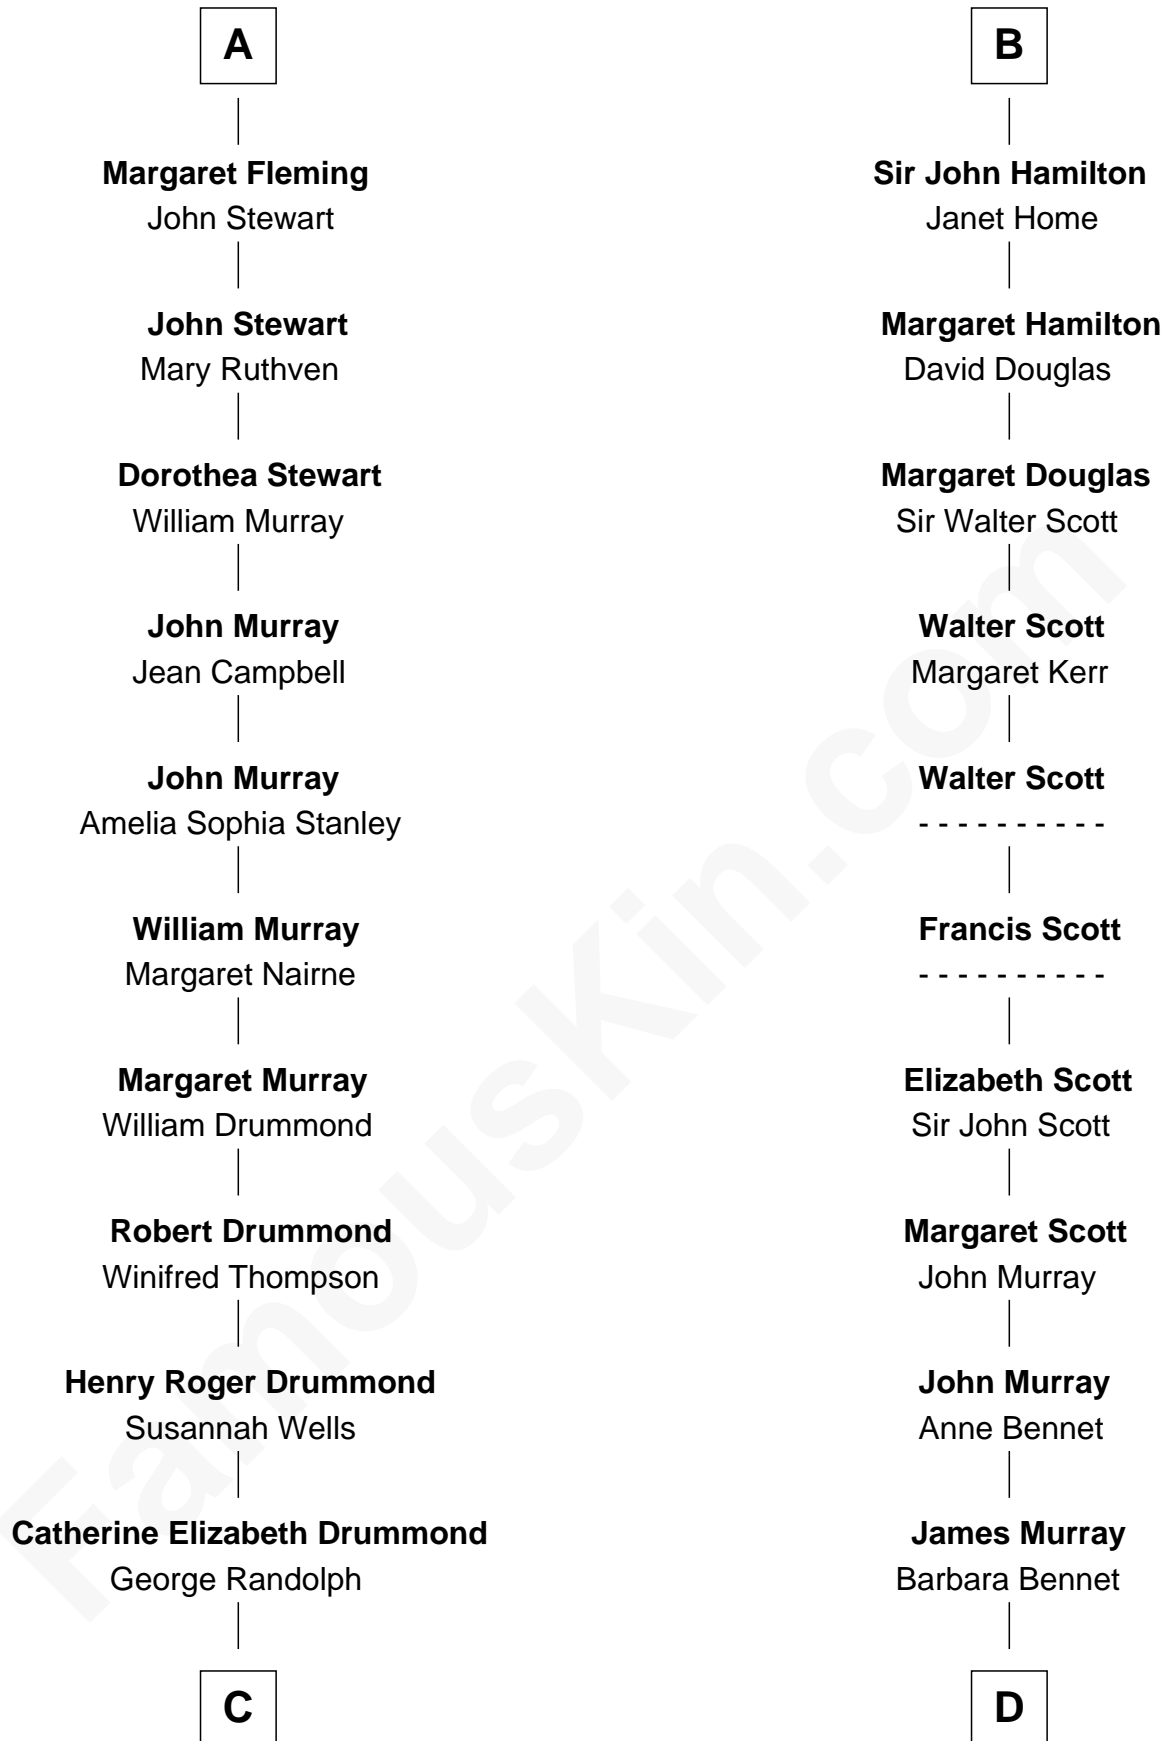 A
Margaret Fleming
John Stewart
John Stewart
Mary Ruthven
Dorothea Stewart
William Murray
John Murray
Jean Campbell
John Murray
Amelia Sophia Stanley
William Murray
Margaret Nairne
Margaret Murray
William Drummond
Robert Drummond
Winifred Thompson
Henry Roger Drummond
Susannah Wells
Catherine Elizabeth Drummond
George Randolph
C
B
Sir John Hamilton
Janet Home
Margaret Hamilton
David Douglas
Margaret Douglas
Sir Walter Scott
Walter Scott
Margaret Kerr
Walter Scott
- - - - - - - - - -
Francis Scott
- - - - - - - - - -
Elizabeth Scott
Sir John Scott
Margaret Scott
John Murray
John Murray
Anne Bennet
James Murray
Barbara Bennet
D
FamousKin.com